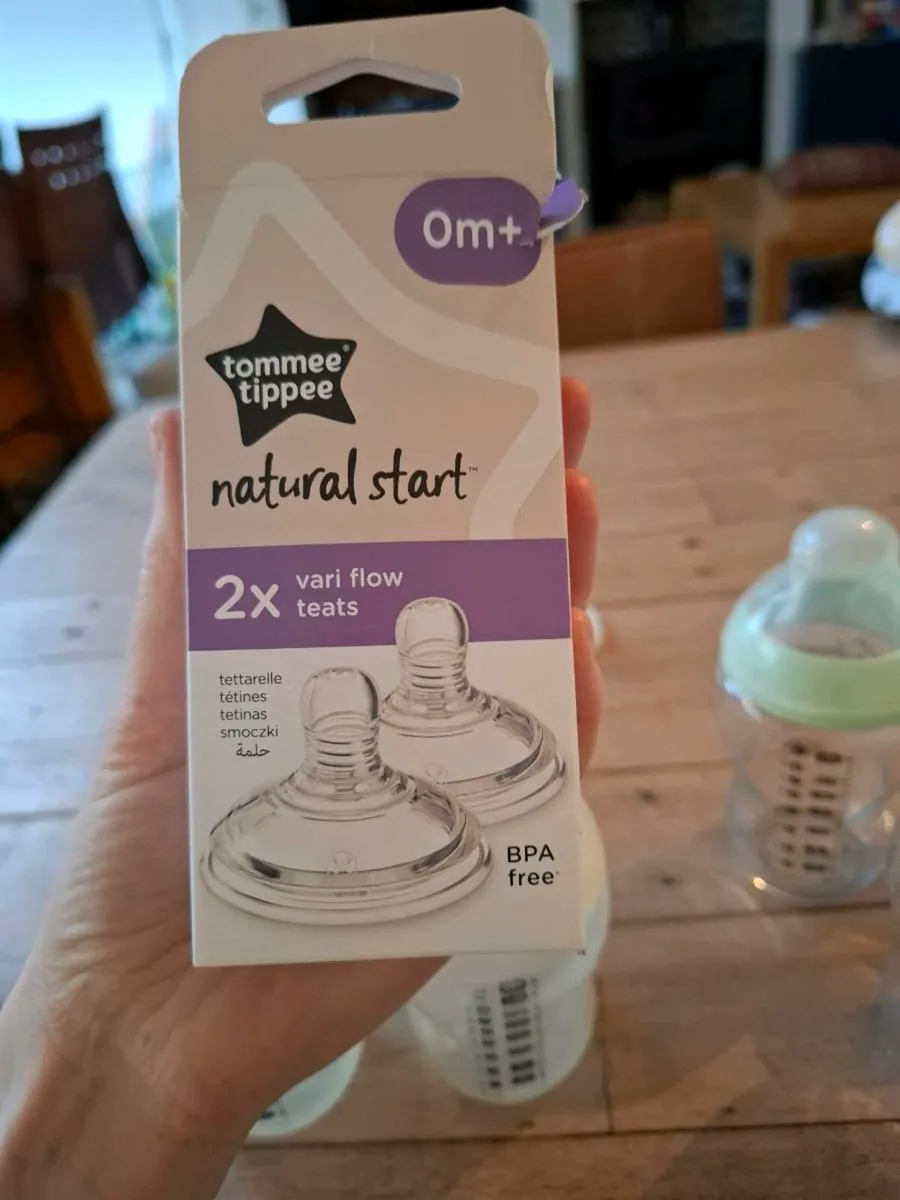 0m+
tommee®
tippee
natural start™
2x vari flow
teats
tettarelle
tétines
tetinas
smoczki
حلمة
BPA
free^